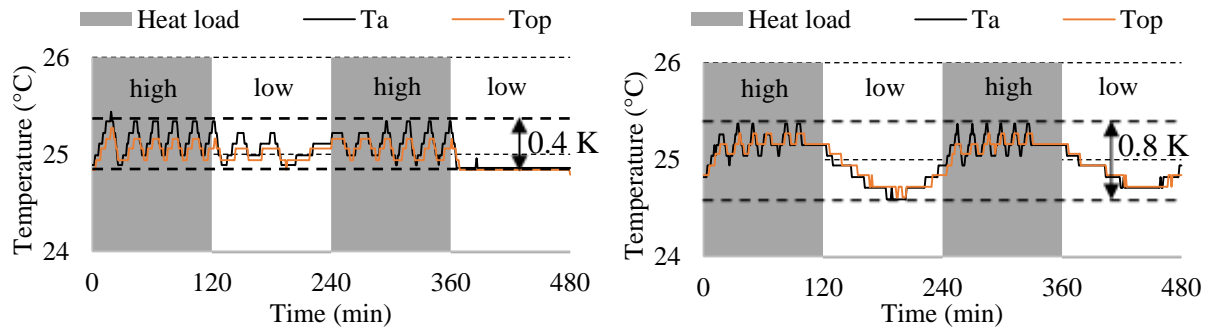 Heat load Ta Top
Temperature (°C)
26
25
24
high low high low
0.4 K
0 120 240 360 480
Time (min)
Heat load Ta Top
Temperature (°C)
26
25
24
high low high low
0.8 K
0 120 240 360 480
Time (min)